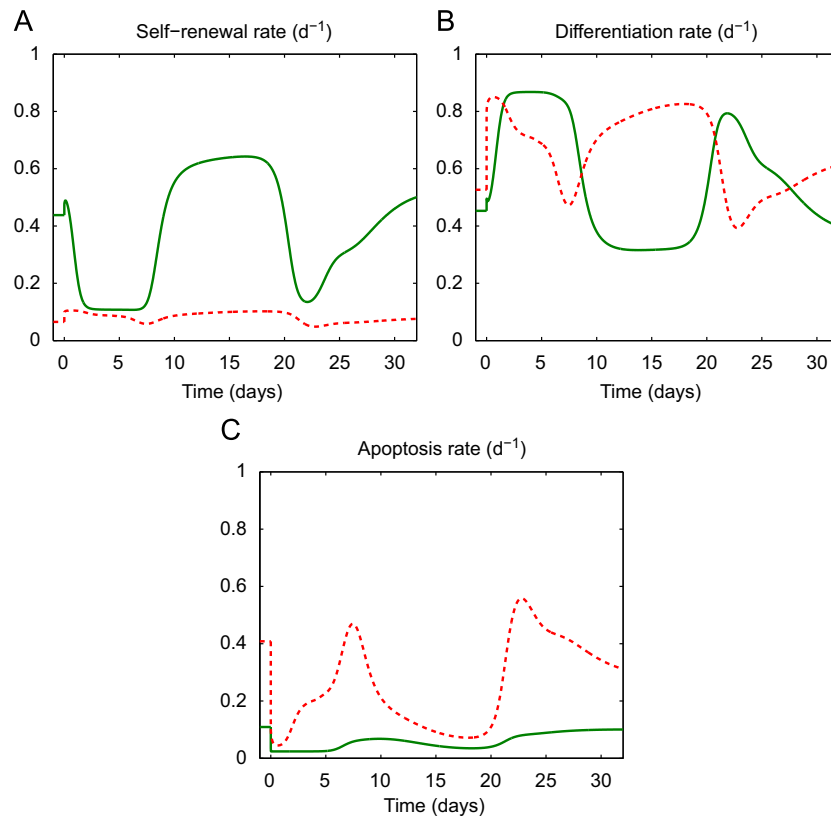 A
Self−renewal rate (d⁻¹)
1
0.8
0.6
0.4
0.2
0
0 5 10 15 20 25 30
Time (days)
B
Differentiation rate (d⁻¹)
1
0.8
0.6
0.4
0.2
0
0 5 10 15 20 25 30
Time (days)
C
Apoptosis rate (d⁻¹)
1
0.8
0.6
0.4
0.2
0
0 5 10 15 20 25 30
Time (days)